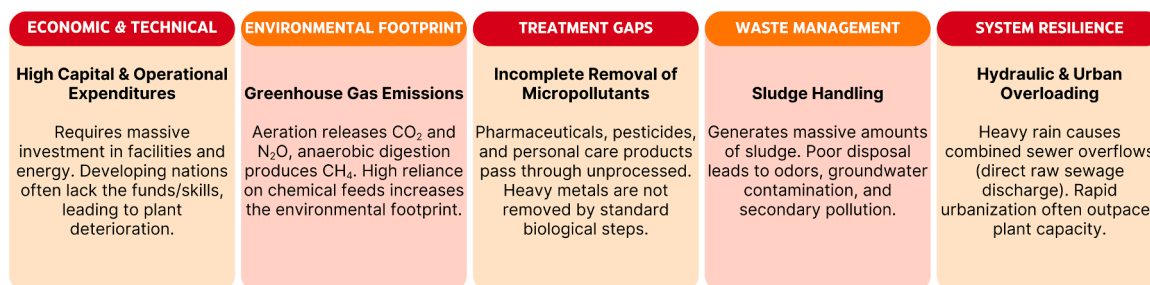 ECONOMIC & TECHNICAL
High Capital & Operational
Expenditures
Requires massive
investment in facilities and
energy. Developing nations
often lack the funds/skills,
leading to plant
deterioration.
ENVIRONMENTAL FOOTPRINT
Greenhouse Gas Emissions
Aeration releases CO₂ and
N₂O, anaerobic digestion
produces CH₄. High reliance
on chemical feeds increases
the environmental footprint.
TREATMENT GAPS
Incomplete Removal of
Micropollutants
Pharmaceuticals, pesticides,
and personal care products
pass through unprocessed.
Heavy metals are not
removed by standard
biological steps.
WASTE MANAGEMENT
Sludge Handling
Generates massive amounts
of sludge. Poor disposal
leads to odors, groundwater
contamination, and
secondary pollution.
SYSTEM RESILIENCE
Hydraulic & Urban
Overloading
Heavy rain causes
combined sewer overflows
(direct raw sewage
discharge). Rapid
urbanization often outpace
plant capacity.